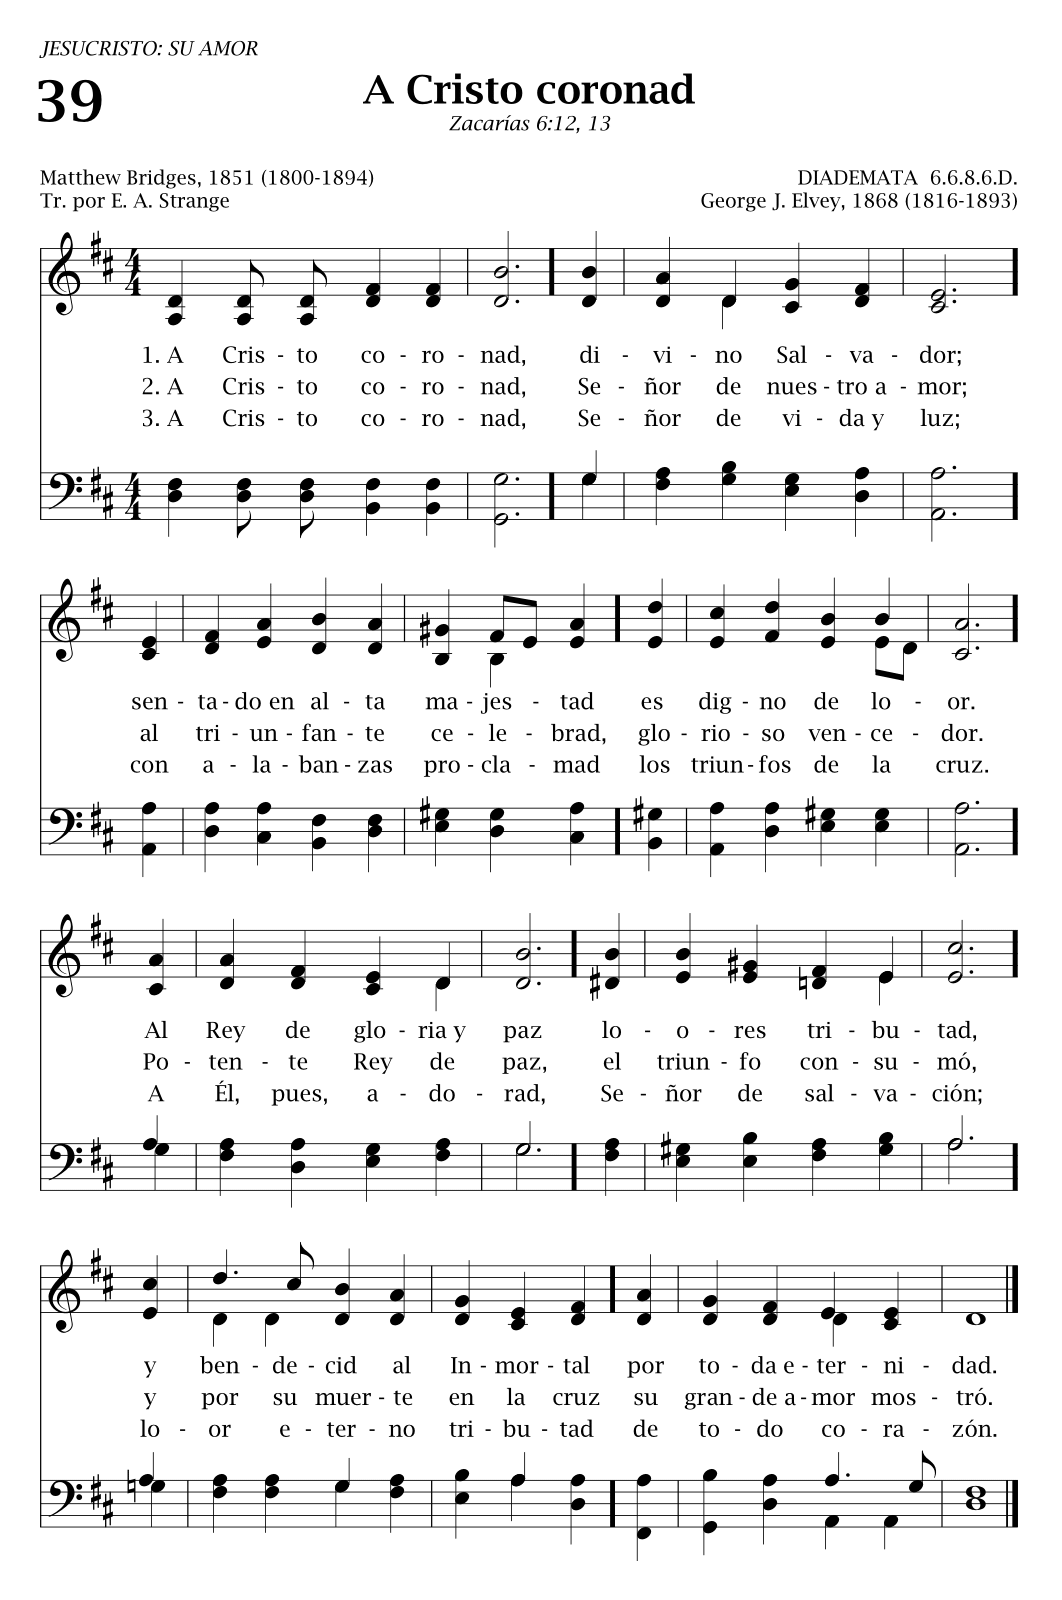 JESUCRISTO: SU AMOR
39
A Cristo coronad
Zacarías 6:12, 13
Matthew Bridges, 1851 (1800-1894)
DIADEMATA 6.6.8.6.D.
Tr. por E. A. Strange
George J. Elvey, 1868 (1816-1893)
4 4
1. A Cris - to co - ro - nad, di - vi - no Sal - va - dor;
2. A Cris - to co - ro - nad, Se - ñor de nues - tro a - mor;
3. A Cris - to co - ro - nad, Se - ñor de vi - da y luz;
4 4
sen - ta - do en al - ta ma - jes - tad es dig - no de lo - or.
al tri - un - fan - te ce - le - brad, glo - rio - so ven - ce - dor.
con a - la - ban - zas pro - cla - mad los triun - fos de la cruz.
Al Rey de glo - ria y paz lo - o - res tri - bu - tad,
Po - ten - te Rey de paz, el triun - fo con - su - mó,
A Él, pues, a - do - rad, Se - ñor de sal - va - ción;
y ben - de - cid al In - mor - tal por to - da e - ter - ni - dad.
y por su muer - te en la cruz su gran - de a - mor mos - tró.
lo - or e - ter - no tri - bu - tad de to - do co - ra - zón.